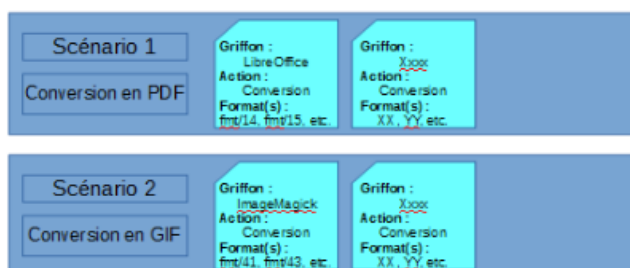 Scénario 1
Conversion en PDF
Griffon :
LibreOffice
Action :
Conversion
Format(s) :
fmt/14, fmt/15, etc.
Griffon :
Xxxx
Action :
Conversion
Format(s) :
XX, YY, etc.
Scénario 2
Conversion en GIF
Griffon :
ImageMagick
Action :
Conversion
Format(s) :
fmt/41, fmt/43, etc.
Griffon :
Xxxx
Action :
Conversion
Format(s) :
XX, YY, etc.